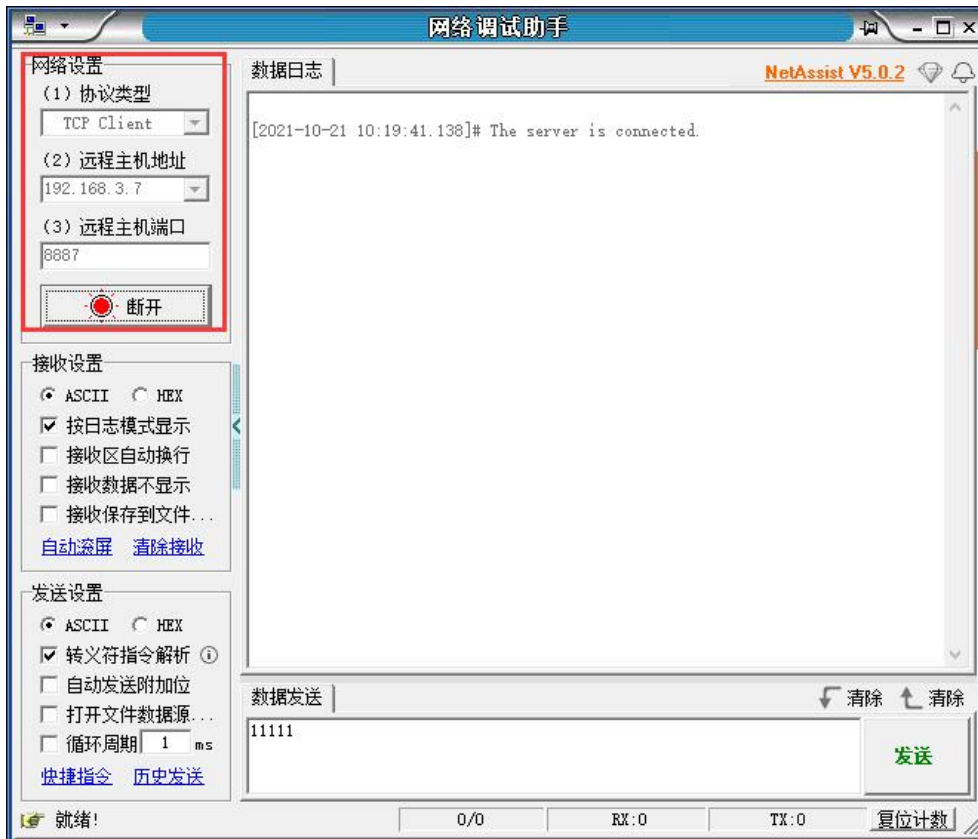 网络调试助手
网络设置
(1) 协议类型
TCP Client
(2) 远程主机地址
192.168.3.7
(3) 远程主机端口
8887
断开
接收设置
ASCII HEX
按日志模式显示
接收区自动换行
接收数据不显示
接收保存到文件...
自动滚屏 清除接收
发送设置
ASCII HEX
转义符指令解析
自动发送附加位
打开文件数据源...
循环周期 1 ms
快捷指令 历史发送
数据日志
NetAssist V5.0.2
[2021-10-21 10:19:41.138]# The server is connected.
数据发送
清除 清除
11111
发送
就绪!
0/0
RX:0
TX:0
复位计数